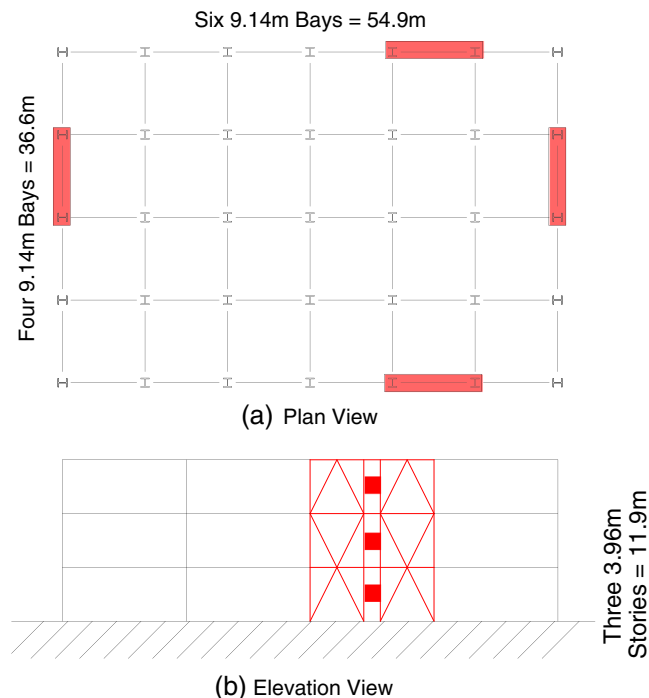 Six 9.14m Bays = 54.9m
Four 9.14m Bays = 36.6m
(a) Plan View
Three 3.96m
Stories = 11.9m
(b) Elevation View